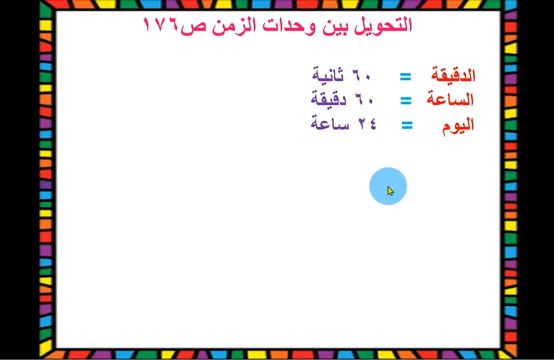 التحويل بين وحدات الزمن ص١٧٦
الدقيقة = ٦٠ ثانية
الساعة = ٦٠ دقيقة
اليوم = ٢٤ ساعة